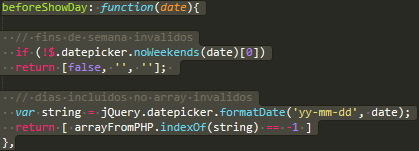 beforeShowDay: function(date){
// fins de semana invalidos
if (!$.datepicker.noWeekends(date)[0])
return [false, '', ''];
// dias incluidos no array invalidos
var string = jQuery.datepicker.formatDate('yy-mm-dd', date);
return [ arrayFromPHP.indexOf(string) == -1 ]
},